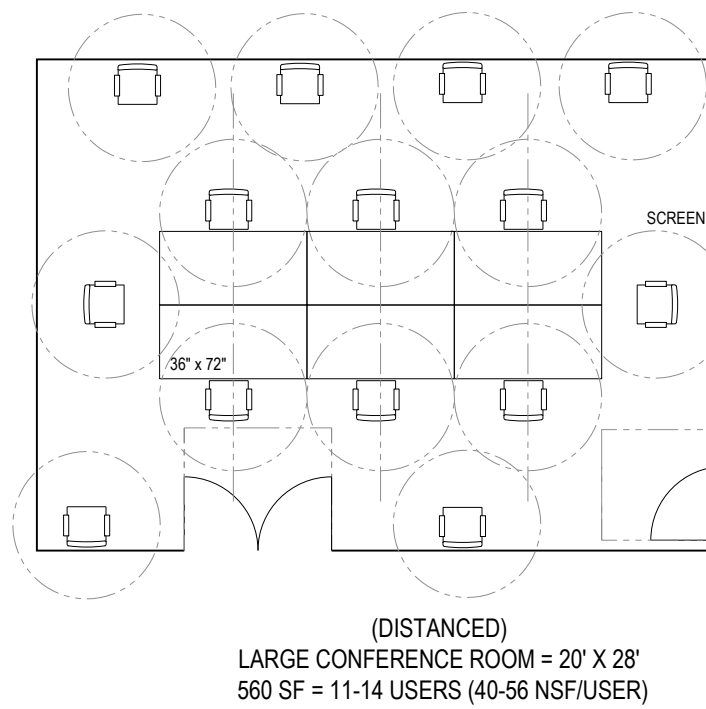 SCREEN
36" x 72"
(DISTANCED)
LARGE CONFERENCE ROOM = 20' X 28'
560 SF = 11-14 USERS (40-56 NSF/USER)